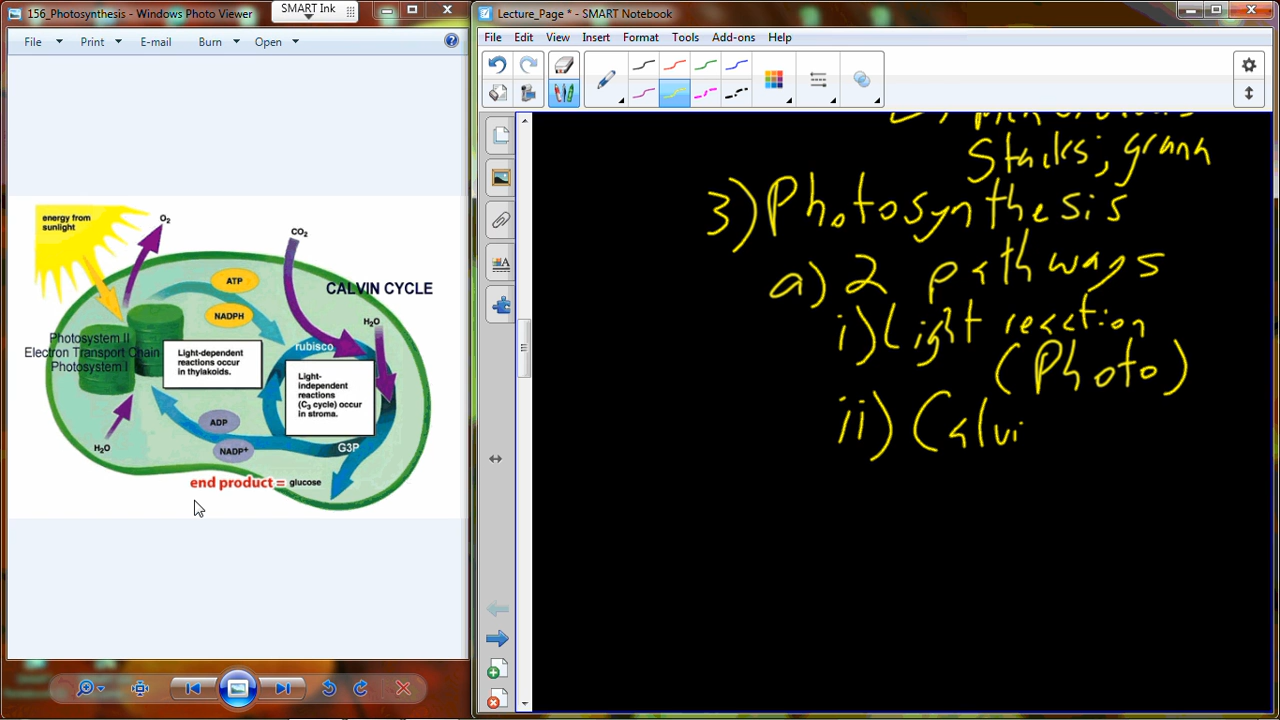 156_Photosynthesis - Windows Photo Viewer
SMART Ink
File Print E-mail Burn Open
energy from
sunlight
O2
CO2
ATP
CALVIN CYCLE
NADPH
H2O
Photosystem II
Electron Transport Chain
Photosystem I
rubisco
Light-dependent
reactions occur
in thylakoids.
Light-
independent
reactions
(C3 cycle) occur
in stroma.
ADP
NADP+
H2O
G3P
end product = glucose
Lecture_Page * - SMART Notebook
File Edit View Insert Format Tools Add-ons Help
Stacks; grana
3) Photosynthesis
a) 2 pathways
i) Light reaction
(Photo)
ii) Calvi